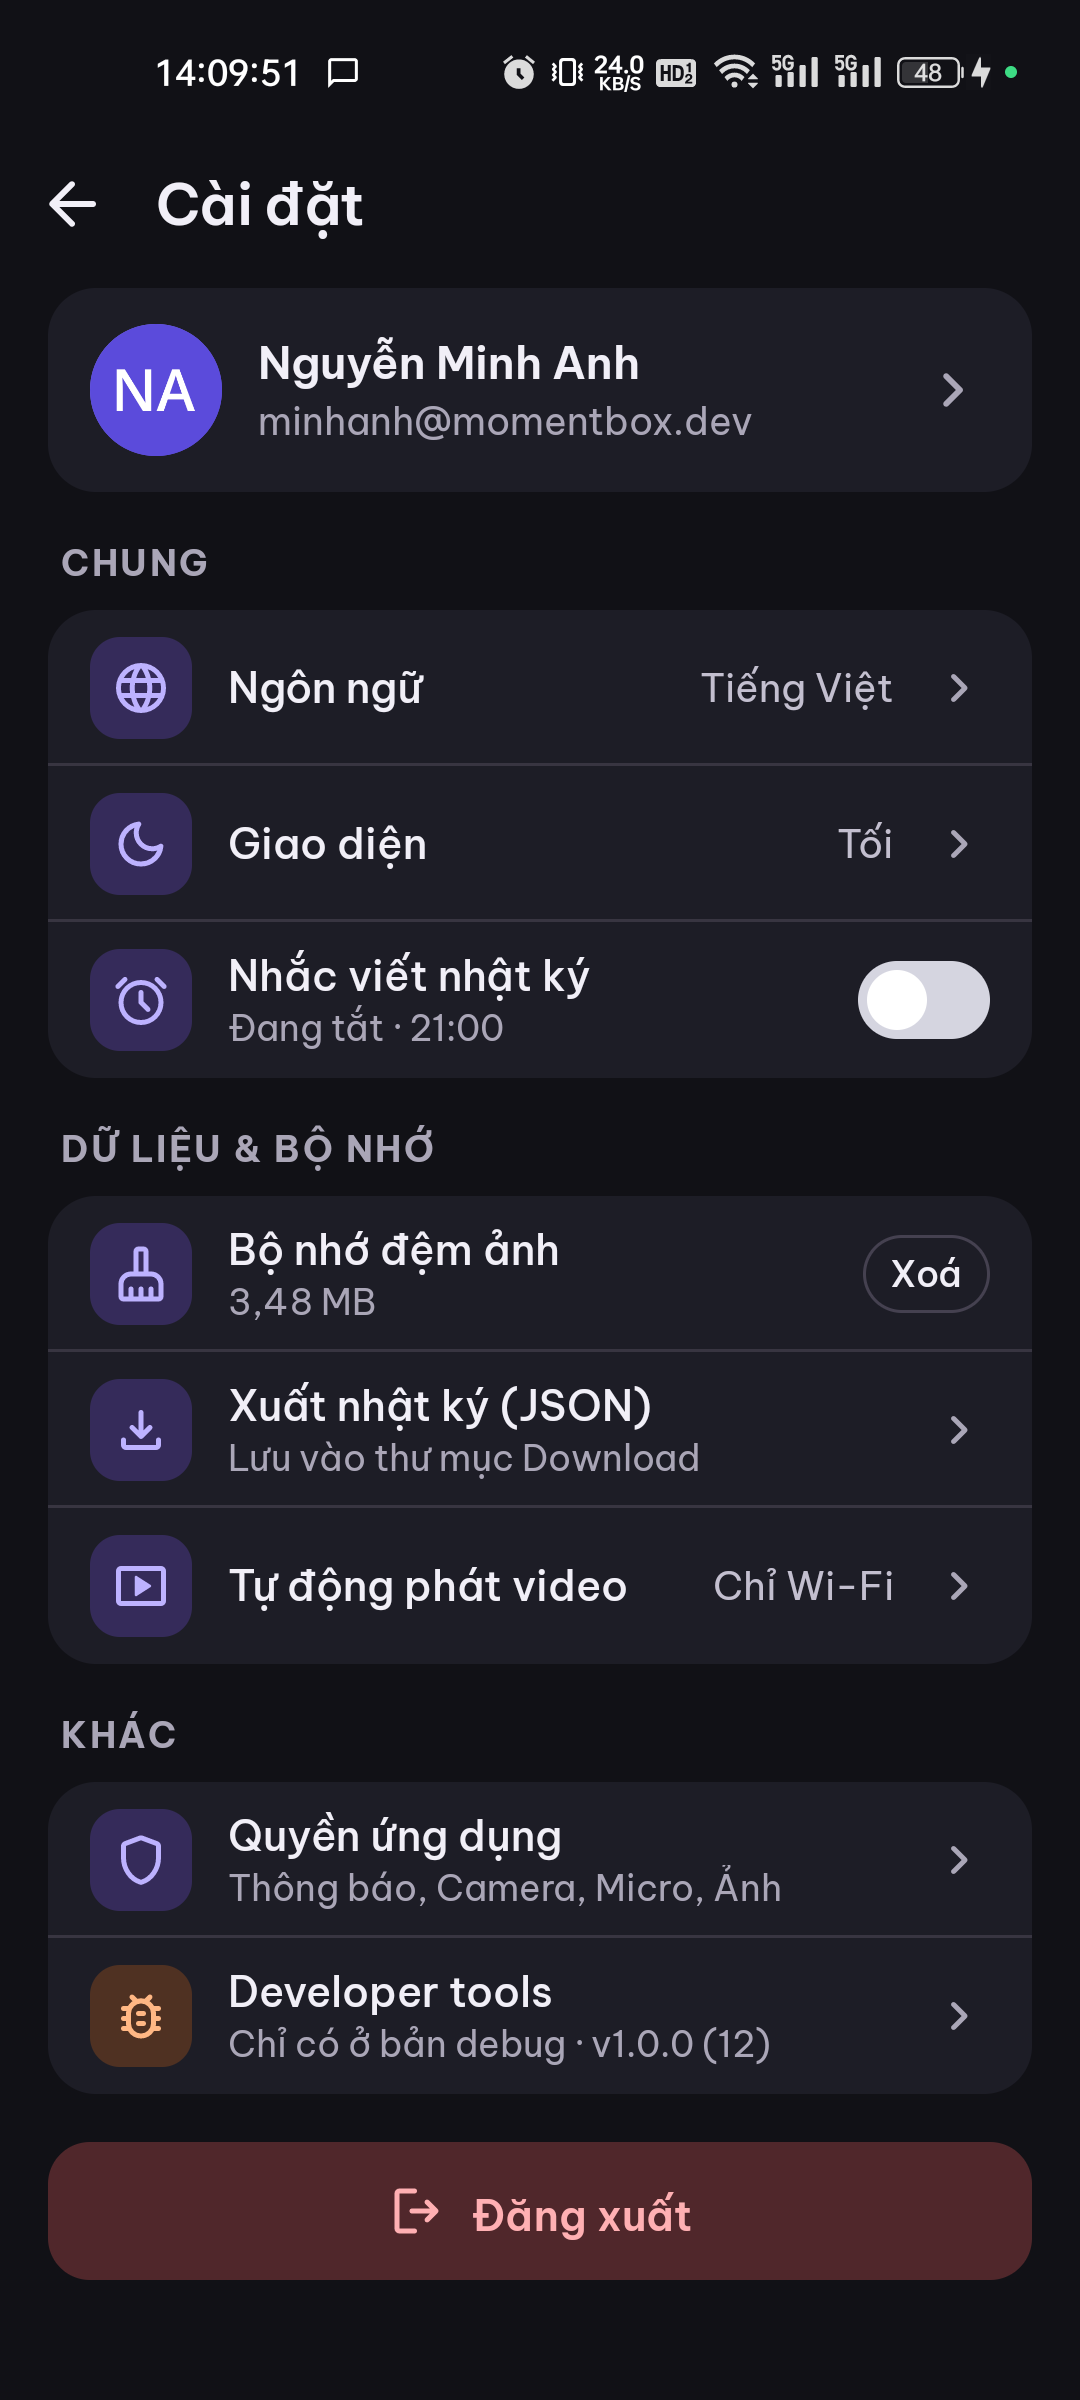 14:09:51
24.0
KB/S
HD 1 2
5G
5G
48
Cài đặt
NA
Nguyễn Minh Anh
minhanh@momentbox.dev
CHUNG
Ngôn ngữ
Tiếng Việt
Giao diện
Tối
Nhắc viết nhật ký
Đang tắt · 21:00
DỮ LIỆU & BỘ NHỚ
Bộ nhớ đệm ảnh
3,48 MB
Xoá
Xuất nhật ký (JSON)
Lưu vào thư mục Download
Tự động phát video
Chỉ Wi-Fi
KHÁC
Quyền ứng dụng
Thông báo, Camera, Micro, Ảnh
Developer tools
Chỉ có ở bản debug · v1.0.0 (12)
Đăng xuất